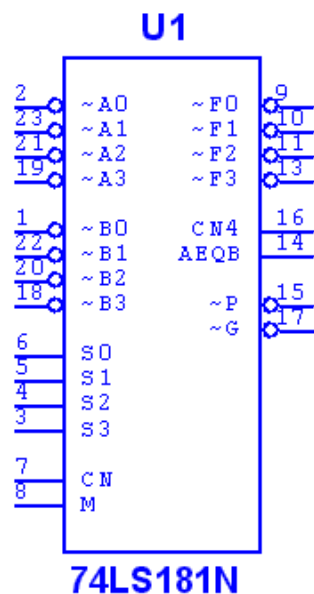 U1
2 ~A0 ~F0 9
23 ~A1 ~F1 10
21 ~A2 ~F2 11
19 ~A3 ~F3 13
1 ~B0 CN4 16
22 ~B1 AEQB 14
20 ~B2
18 ~B3 ~P 15
~G 17
6 S0
5 S1
4 S2
3 S3
7 CN
8 M
74LS181N